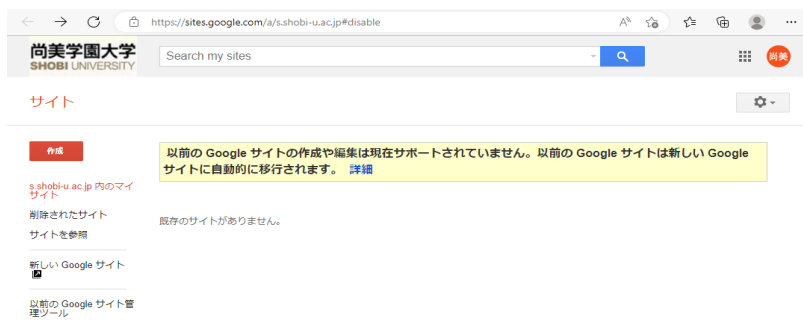 https://sites.google.com/a/s.shobi-u.ac.jp#disable
尚美学園大学
SHOBI UNIVERSITY
Search my sites
尚美
サイト
作成
以前の Google サイトの作成や編集は現在サポートされていません。以前の Google サイトは新しい Google
サイトに自動的に移行されます。 詳細
s.shobi-u.ac.jp 内のマイ
サイト
削除されたサイト
既存のサイトがありません。
サイトを参照
新しい Google サイト
以前の Google サイト管
理ツール